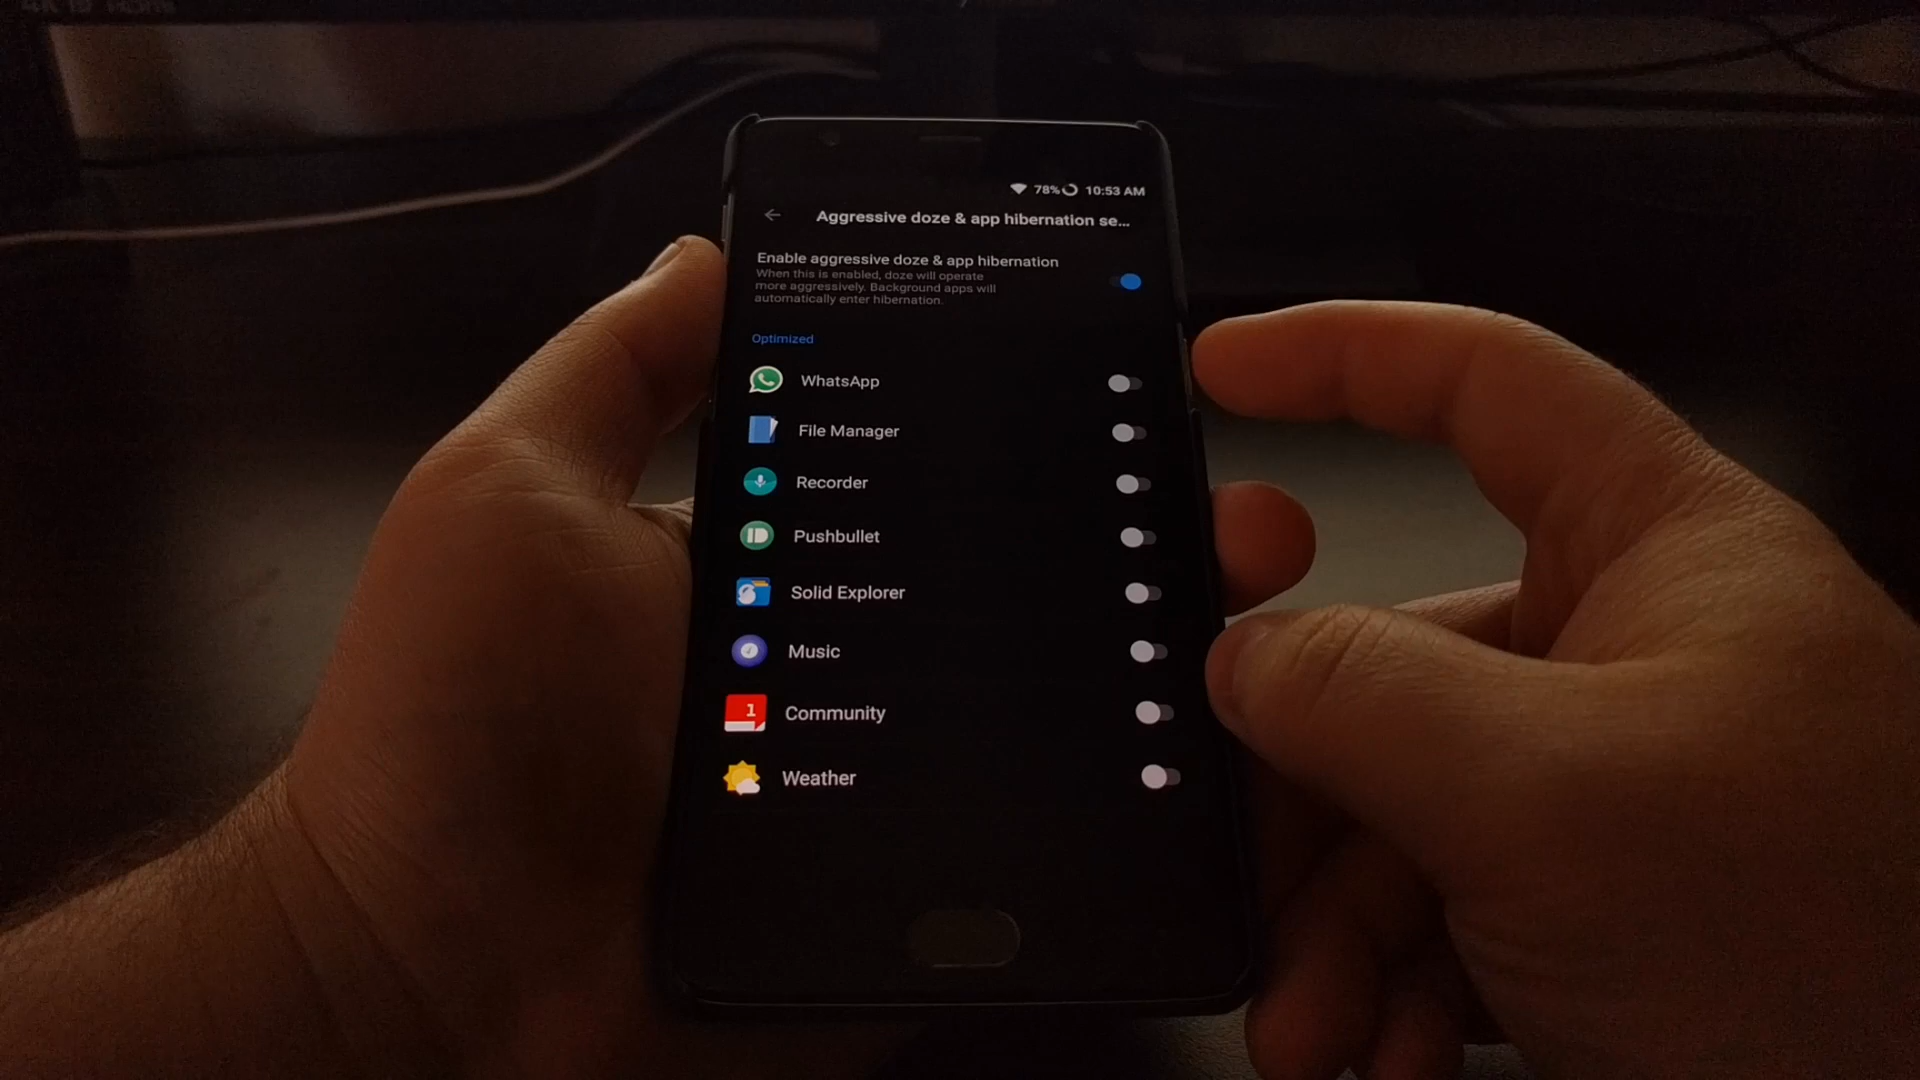 78% 10:53 AM
Aggressive doze & app hibernation se...
Enable aggressive doze & app hibernation
When this is enabled, doze will operate
more aggressively. Background apps will
automatically enter hibernation.
Optimized
WhatsApp
File Manager
Recorder
Pushbullet
Solid Explorer
Music
1
Community
Weather